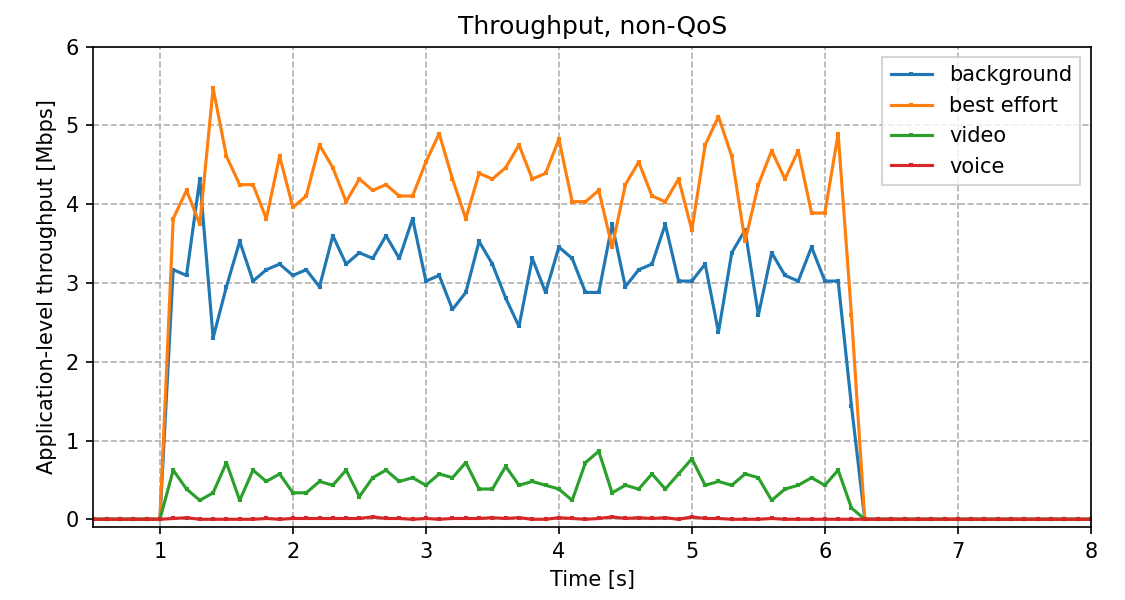 Throughput, non-QoS
Application-level throughput [Mbps]
6
5
4
3
2
1
0
background
best effort
video
voice
1 2 3 4 5 6 7 8
Time [s]